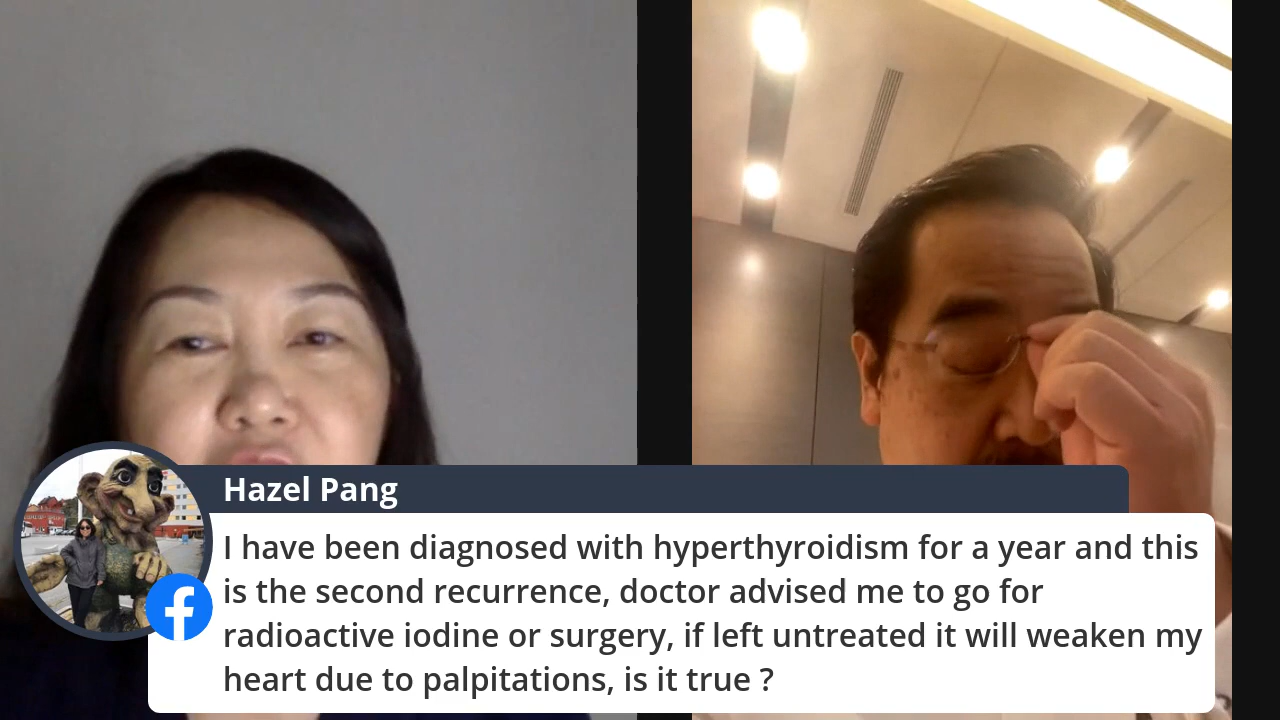 Hazel Pang
I have been diagnosed with hyperthyroidism for a year and this
is the second recurrence, doctor advised me to go for
radioactive iodine or surgery, if left untreated it will weaken my
heart due to palpitations, is it true ?